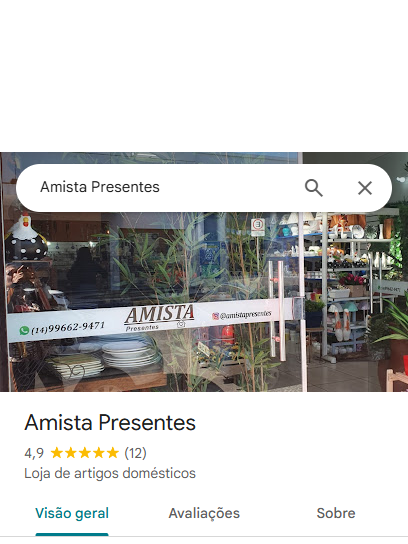 Amista Presentes
(14)99662-9471
AMISTA
Presentes
@amistapresentes
Amista Presentes
4,9 (12)
Loja de artigos domésticos
Visão geral Avaliações Sobre